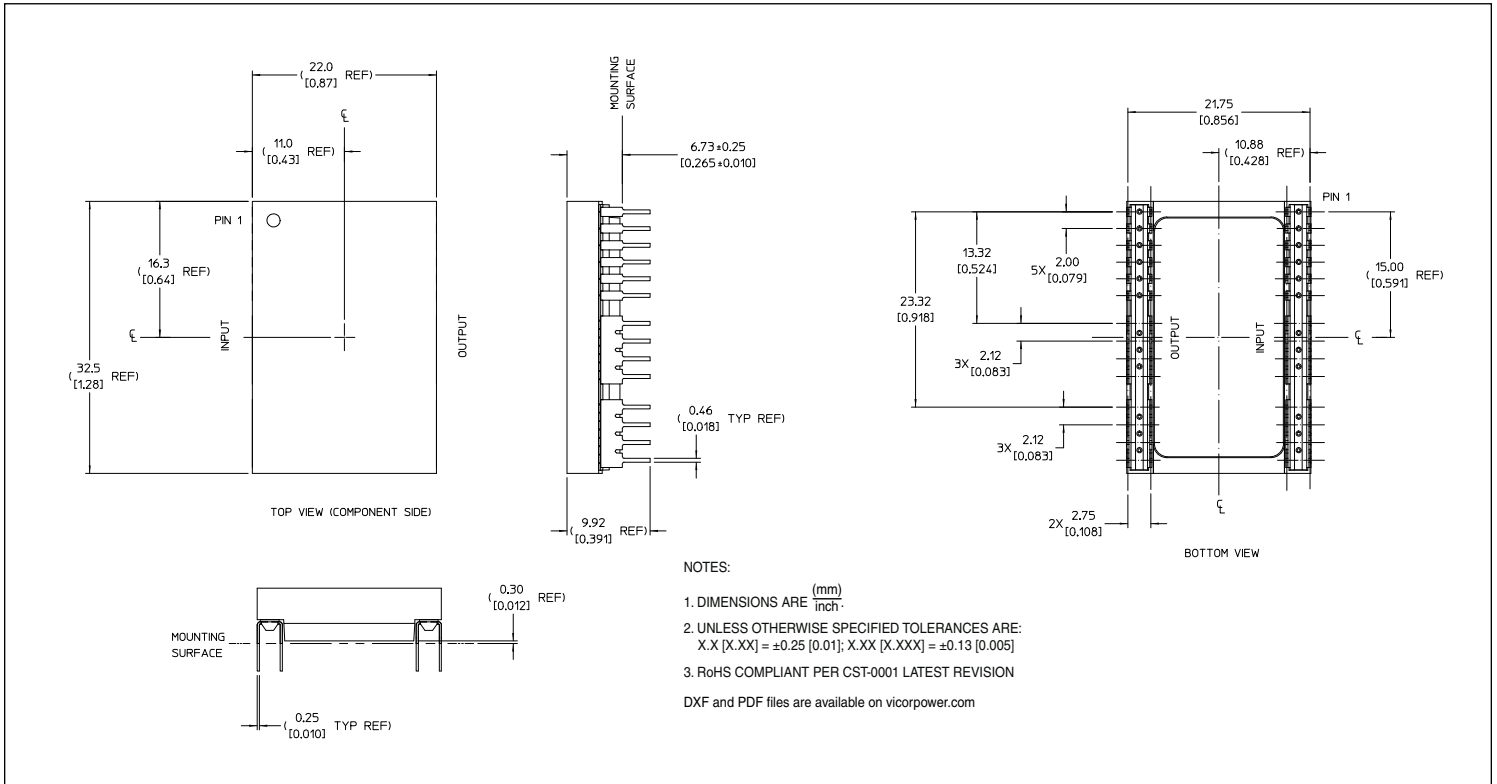 ( 22.0 REF)
[0.87]
℄
( 11.0 REF)
[0.43]
PIN 1
( 16.3 REF)
[0.64]
℄
INPUT
OUTPUT
( 32.5 REF)
[1.28]
TOP VIEW (COMPONENT SIDE)
MOUNTING
SURFACE
6.73±0.25
[0.265±0.010]
( 0.46 TYP REF)
[0.018]
( 9.92 REF)
[0.391]
21.75
[0.856]
( 10.88 REF)
[0.428]
PIN 1
13.32
[0.524]
5X 2.00
[0.079]
( 15.00 REF)
[0.591]
23.32
[0.918]
OUTPUT
INPUT
℄
3X 2.12
[0.083]
3X 2.12
[0.083]
2X 2.75
[0.108]
℄
BOTTOM VIEW
( 0.30 REF)
[0.012]
MOUNTING
SURFACE
( 0.25 TYP REF)
[0.010]
NOTES:
1. DIMENSIONS ARE (mm)
inch.
2. UNLESS OTHERWISE SPECIFIED TOLERANCES ARE:
X.X [X.XX] = ±0.25 [0.01]; X.XX [X.XXX] = ±0.13 [0.005]
3. RoHS COMPLIANT PER CST-0001 LATEST REVISION
DXF and PDF files are available on vicorpower.com